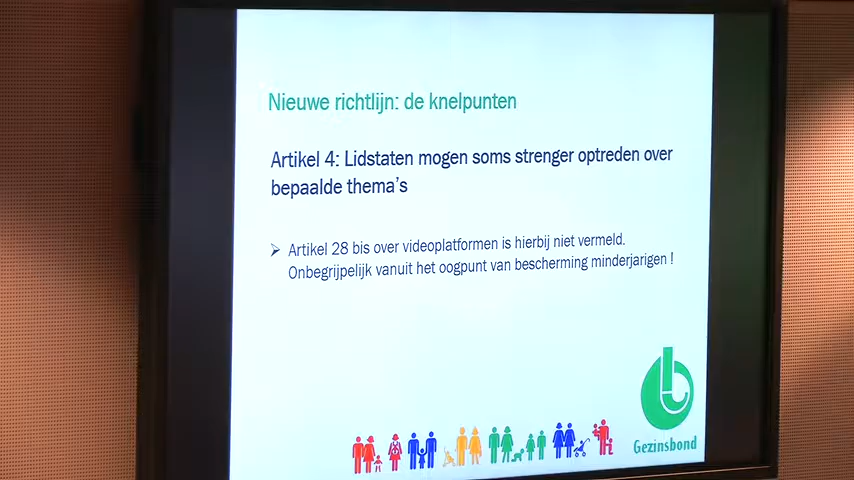 Nieuwe richtlijn: de knelpunten
Artikel 4: Lidstaten mogen soms strenger optreden over
bepaalde thema's
➢ Artikel 28 bis over videoplatformen is hierbij niet vermeld.
Onbegrijpelijk vanuit het oogpunt van bescherming minderjarigen !
Gezinsbond